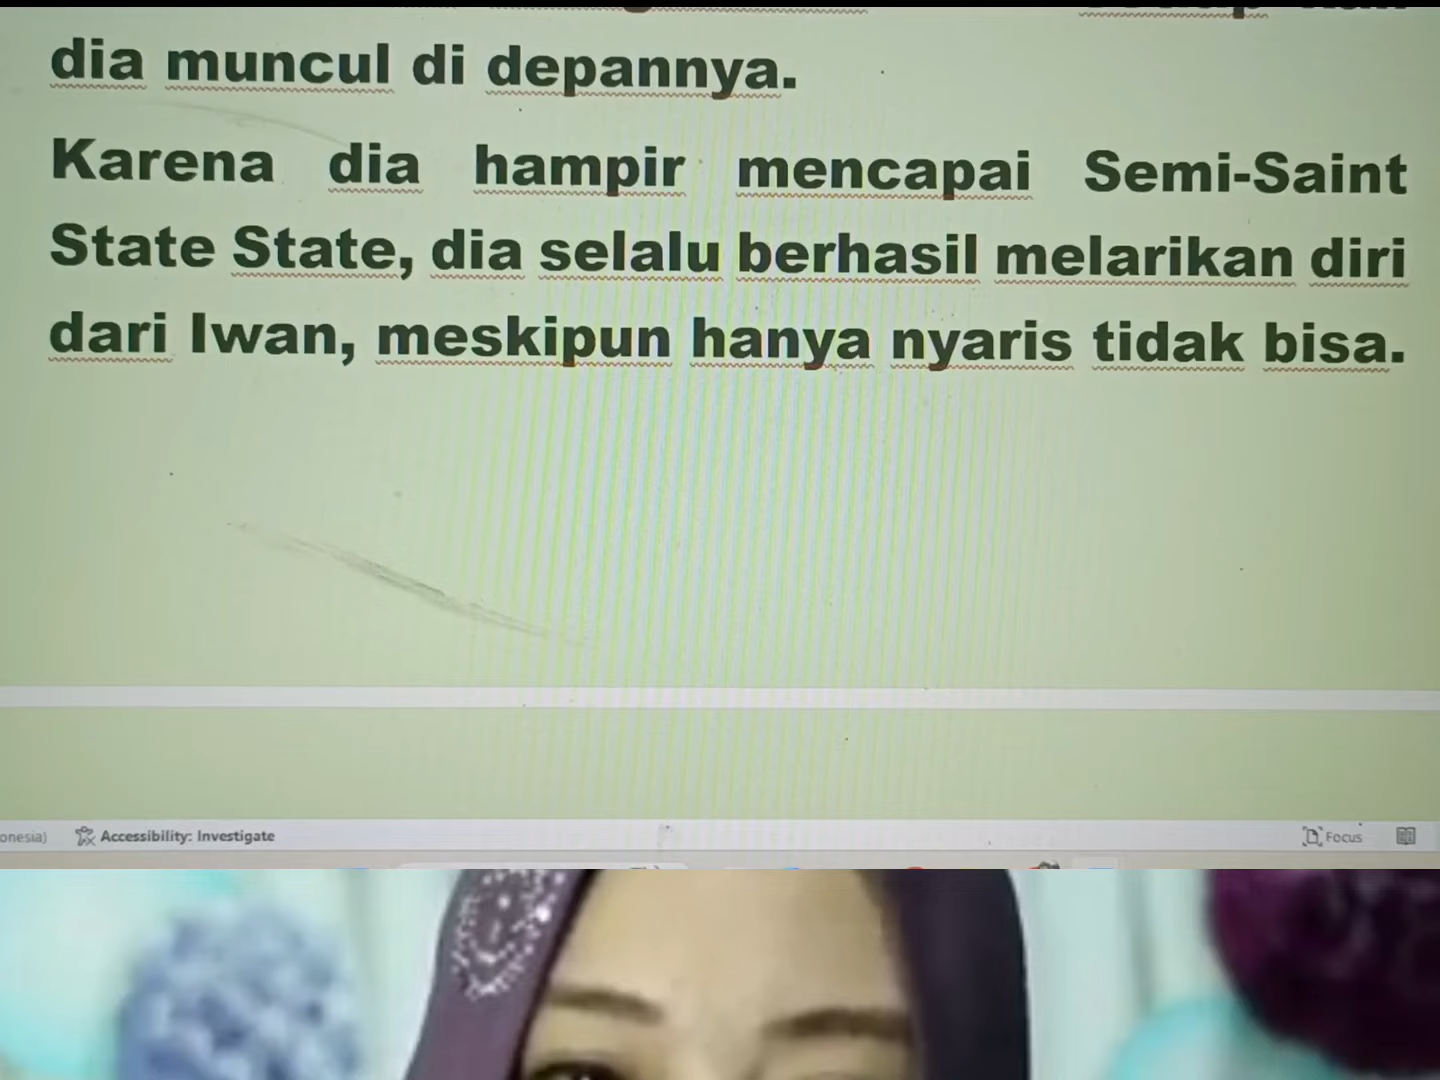 dia muncul di depannya.
Karena dia hampir mencapai Semi-Saint
State State, dia selalu berhasil melarikan diri
dari Iwan, meskipun hanya nyaris tidak bisa.
onesia) Accessibility: Investigate Focus